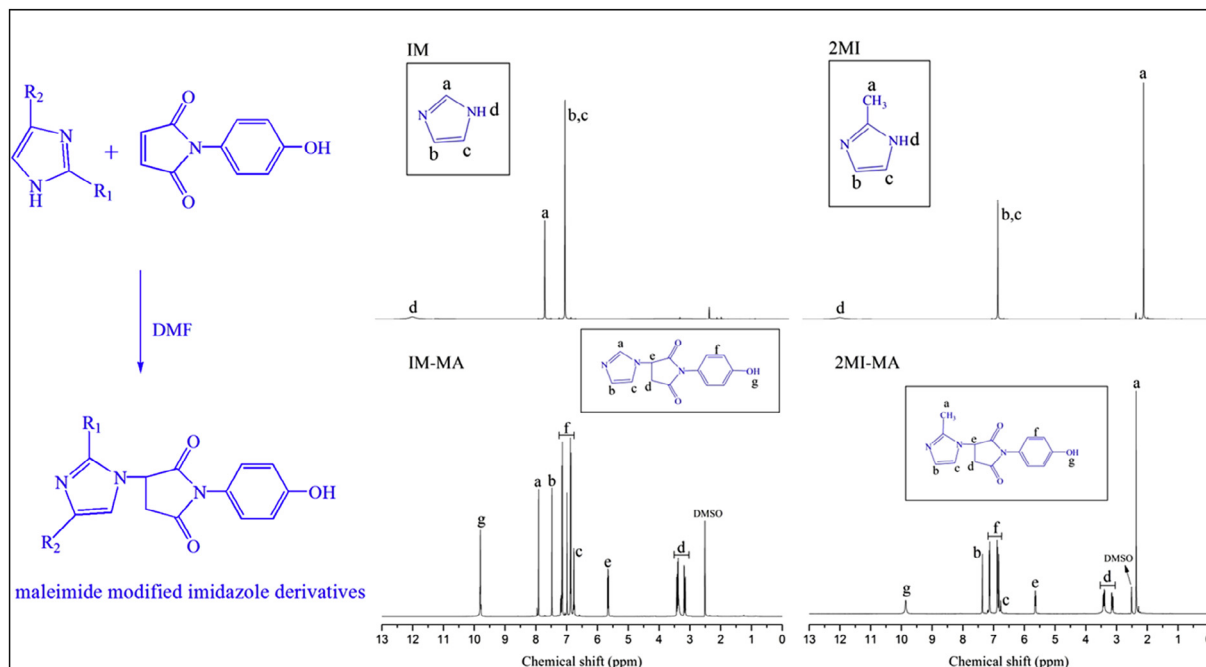 R2
N
N
H
R1
+
O
N
O
OH
DMF
R1
N
N
R2
O
N
O
OH
maleimide modified imidazole derivatives
IM
a
N
NH
d
b
c
b,c
a
d
2MI
a
CH3
N
NH
d
b
c
a
b,c
d
IM-MA
a
N
N
b
c
e
d
O
N
O
f
OH
g
g
a
b
f
c
e
d
DMSO
13 12 11 10 9 8 7 6 5 4 3 2 1 0
Chemical shift (ppm)
2MI-MA
a
CH3
N
N
b
c
e
d
O
N
O
f
OH
g
g
b
f
c
e
d
DMSO
a
13 12 11 10 9 8 7 6 5 4 3 2 1 0
Chemical shift (ppm)